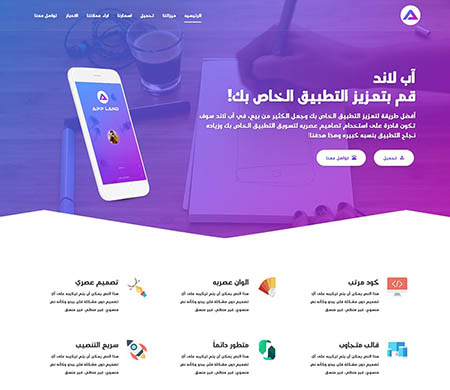 الرئيسيه ميزاتنا تحميل اسعارنا اراء عملائنا الاخبار تواصل معنا
آب لاند
قم بتعزيز التطبيق الخاص بك!
أفضل طريقة لتعزيز التطبيق الخاص بك وجعل الكثير من بيع، في آب لاند سوف
تكون قادرة على استخدام تصاميم عصريه لتسويق التطبيق الخاص بك وزياده
نجاح التطبيق بنسبه كبيره وهذا هدفنا!
تحميل تواصل معنا
APP LAND
كود مرتب
هذا النص يمكن أن يتم تركيبه على أي
تصميم دون مشكلة فلن يبدو وكأنه نص
منسوخ، غير منظم، غير منسق
الوان عصريه
هذا النص يمكن أن يتم تركيبه على أي
تصميم دون مشكلة فلن يبدو وكأنه نص
منسوخ، غير منظم، غير منسق
تصميم عصري
هذا النص يمكن أن يتم تركيبه على أي
تصميم دون مشكلة فلن يبدو وكأنه نص
منسوخ، غير منظم، غير منسق
قالب متجاوب
هذا النص يمكن أن يتم تركيبه على أي
تصميم دون مشكلة فلن يبدو وكأنه نص
منسوخ، غير منظم، غير منسق
متطور دائماً
هذا النص يمكن أن يتم تركيبه على أي
تصميم دون مشكلة فلن يبدو وكأنه نص
منسوخ، غير منظم، غير منسق
سريع التنصيب
هذا النص يمكن أن يتم تركيبه على أي
تصميم دون مشكلة فلن يبدو وكأنه نص
منسوخ، غير منظم، غير منسق